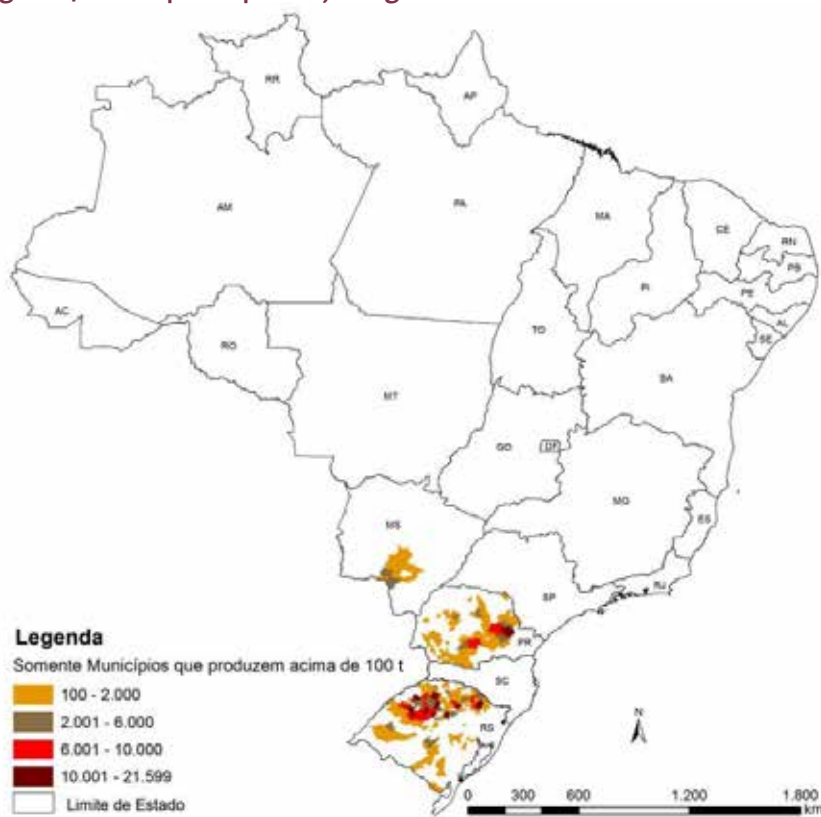 RR
AP
AM
PA
MA
CE
RN
PB
PE
PI
AL
SE
AC
RO
TO
BA
MT
GO
DF
MG
ES
MS
SP
RJ
PR
SC
RS
N
Legenda
Somente Municípios que produzem acima de 100 t
100 - 2.000
2.001 - 6.000
6.001 - 10.000
10.001 - 21.599
Limite de Estado
0 300 600 1.200 1.800
km